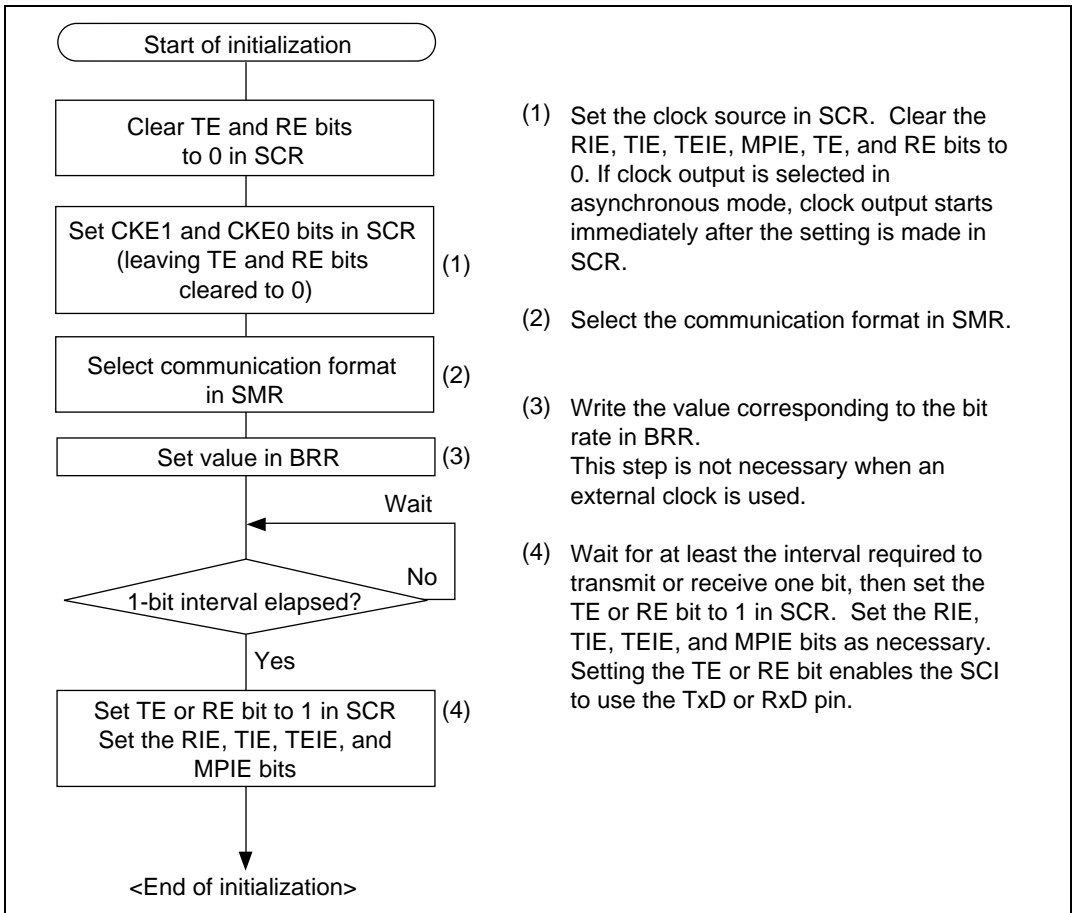 Start of initialization
Clear TE and RE bits
to 0 in SCR
Set CKE1 and CKE0 bits in SCR
(leaving TE and RE bits
cleared to 0)
(1)
Select communication format
in SMR
(2)
Set value in BRR
(3)
Wait
No
1-bit interval elapsed?
Yes
Set TE or RE bit to 1 in SCR
Set the RIE, TIE, TEIE, and
MPIE bits
(4)
<End of initialization>
(1) Set the clock source in SCR. Clear the
RIE, TIE, TEIE, MPIE, TE, and RE bits to
0. If clock output is selected in
asynchronous mode, clock output starts
immediately after the setting is made in
SCR.
(2) Select the communication format in SMR.
(3) Write the value corresponding to the bit
rate in BRR.
This step is not necessary when an
external clock is used.
(4) Wait for at least the interval required to
transmit or receive one bit, then set the
TE or RE bit to 1 in SCR. Set the RIE,
TIE, TEIE, and MPIE bits as necessary.
Setting the TE or RE bit enables the SCI
to use the TxD or RxD pin.